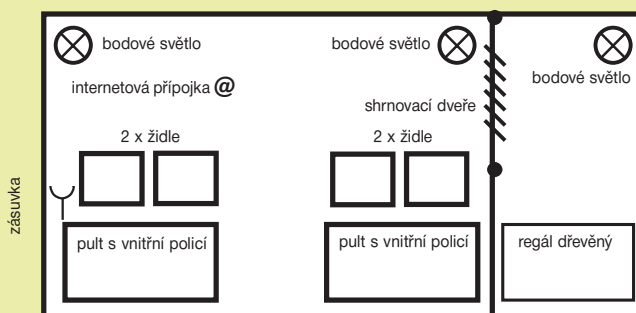 bodové světlo
bodové světlo
bodové světlo
internetová přípojka @
shrnovací dveře
2 x židle
2 x židle
zásuvka
pult s vnitřní policí
pult s vnitřní policí
regál dřevěný